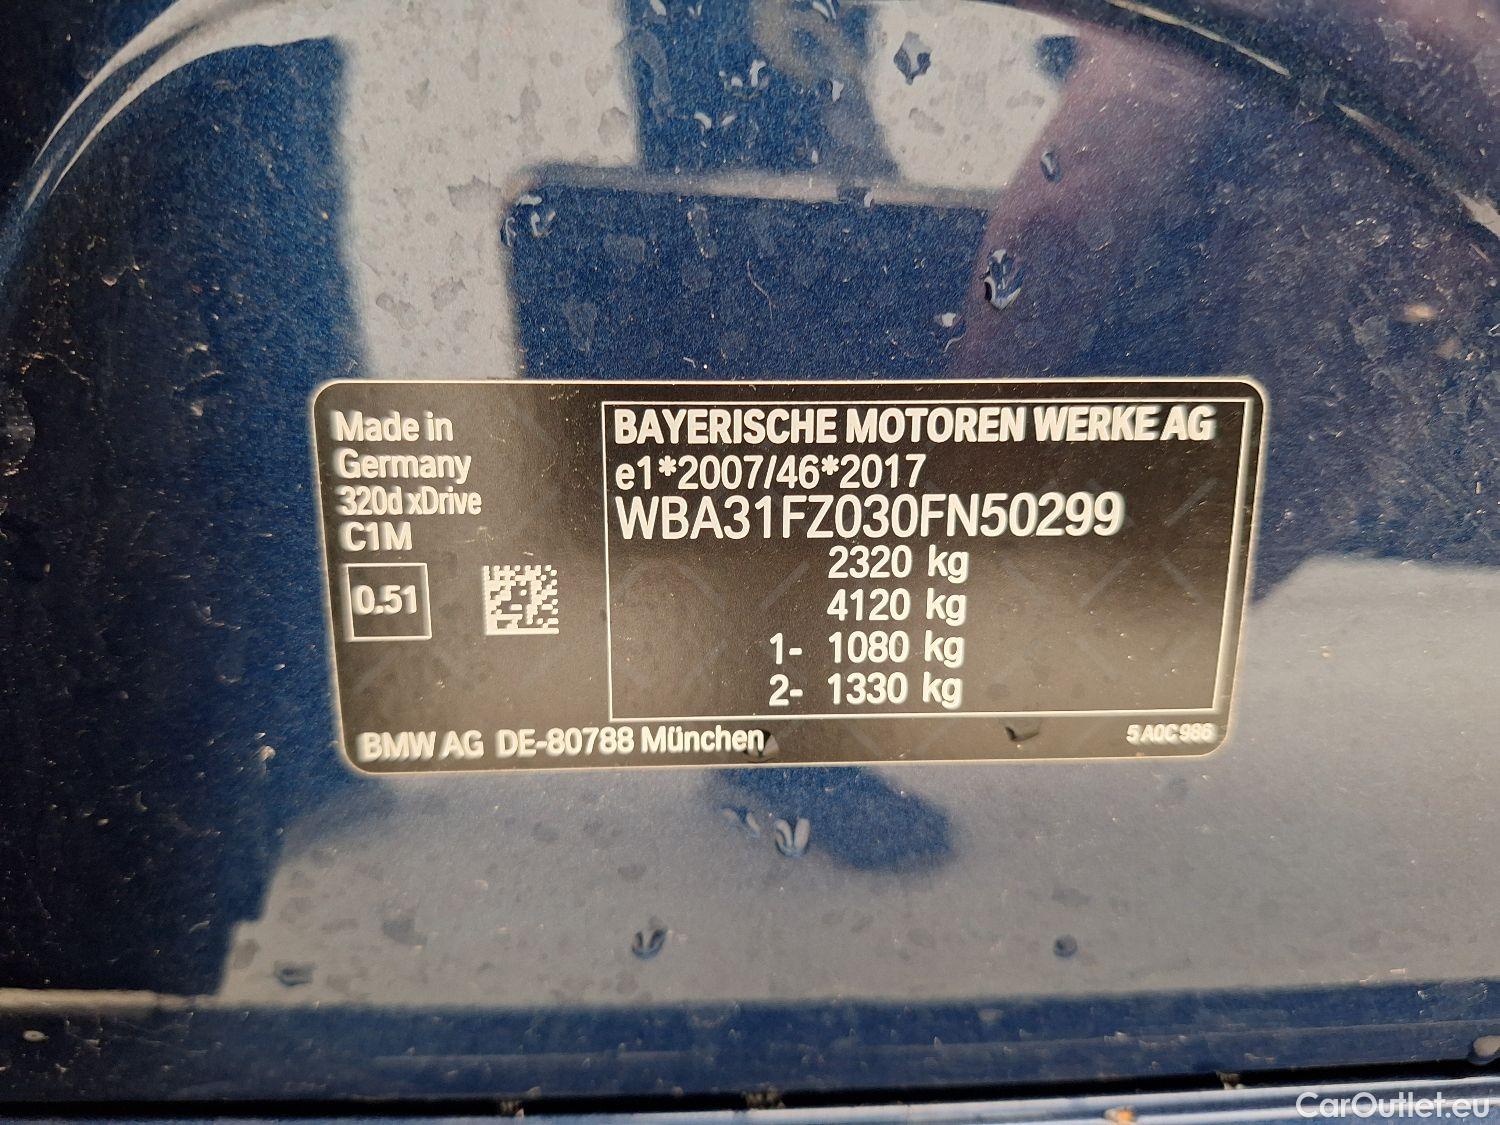 Made in
Germany
320d xDrive
C1M
0.51
BAYERISCHE MOTOREN WERKE AG
e1*2007/46*2017
WBA31FZ030FN50299
2320 kg
4120 kg
1- 1080 kg
2- 1330 kg
BMW AG DE-80788 München
5 A0C 986
CarOutlet.eu